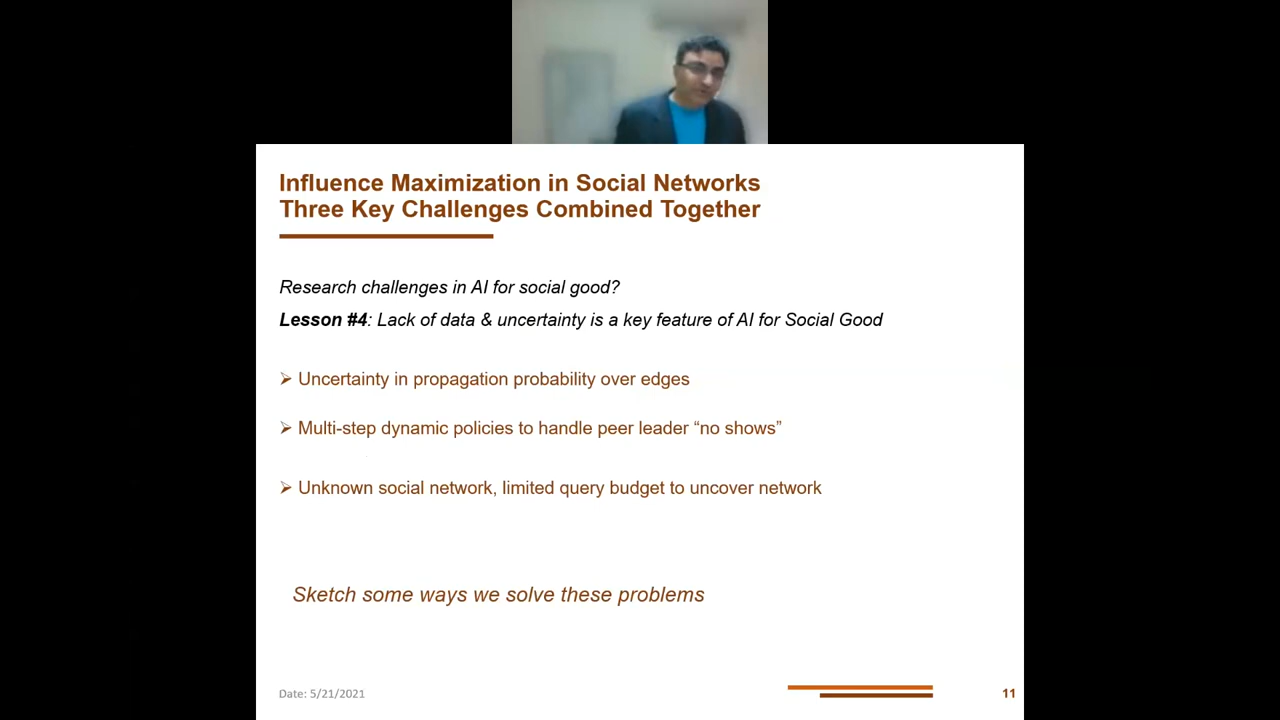 Influence Maximization in Social Networks
Three Key Challenges Combined Together
Research challenges in AI for social good?
Lesson #4: Lack of data & uncertainty is a key feature of AI for Social Good
➢ Uncertainty in propagation probability over edges
➢ Multi-step dynamic policies to handle peer leader “no shows”
➢ Unknown social network, limited query budget to uncover network
Sketch some ways we solve these problems
Date: 5/21/2021
11